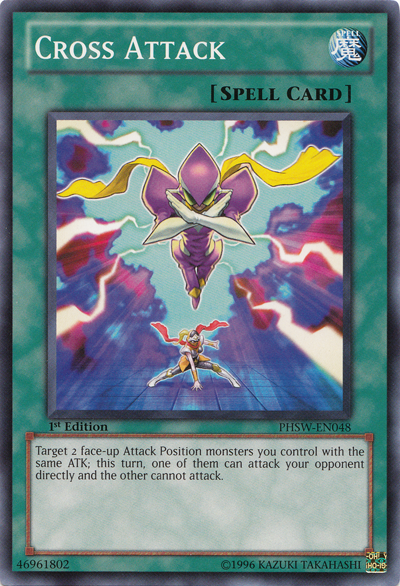 CROSS ATTACK
SPELL
魔
[SPELL CARD]
1st Edition
PHSW-EN048
Target 2 face-up Attack Position monsters you control with the
same ATK; this turn, one of them can attack your opponent
directly and the other cannot attack.
46961802
©1996 KAZUKI TAKAHASHI